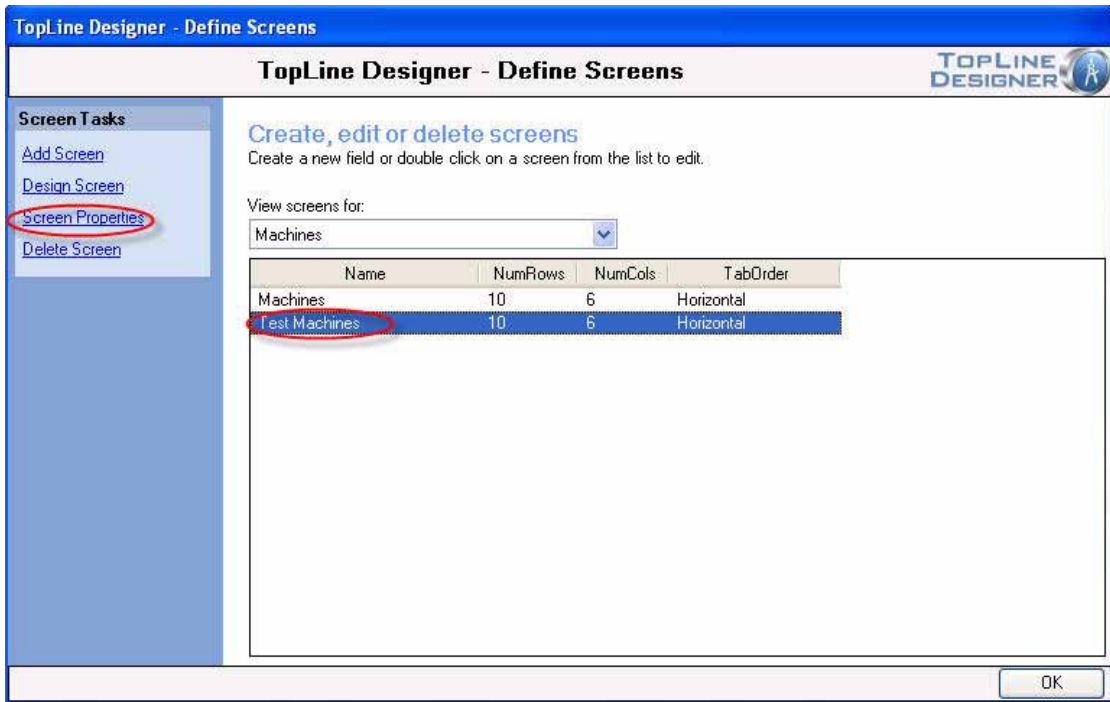 TopLine Designer - Define Screens
TopLine Designer - Define Screens
TOPLINE
DESIGNER
Screen Tasks
Add Screen
Design Screen
Screen Properties
Delete Screen
Create, edit or delete screens
Create a new field or double click on a screen from the list to edit.
View screens for:
Machines
Name NumRows NumCols TabOrder
Machines 10 6 Horizontal
Test Machines 10 6 Horizontal
OK